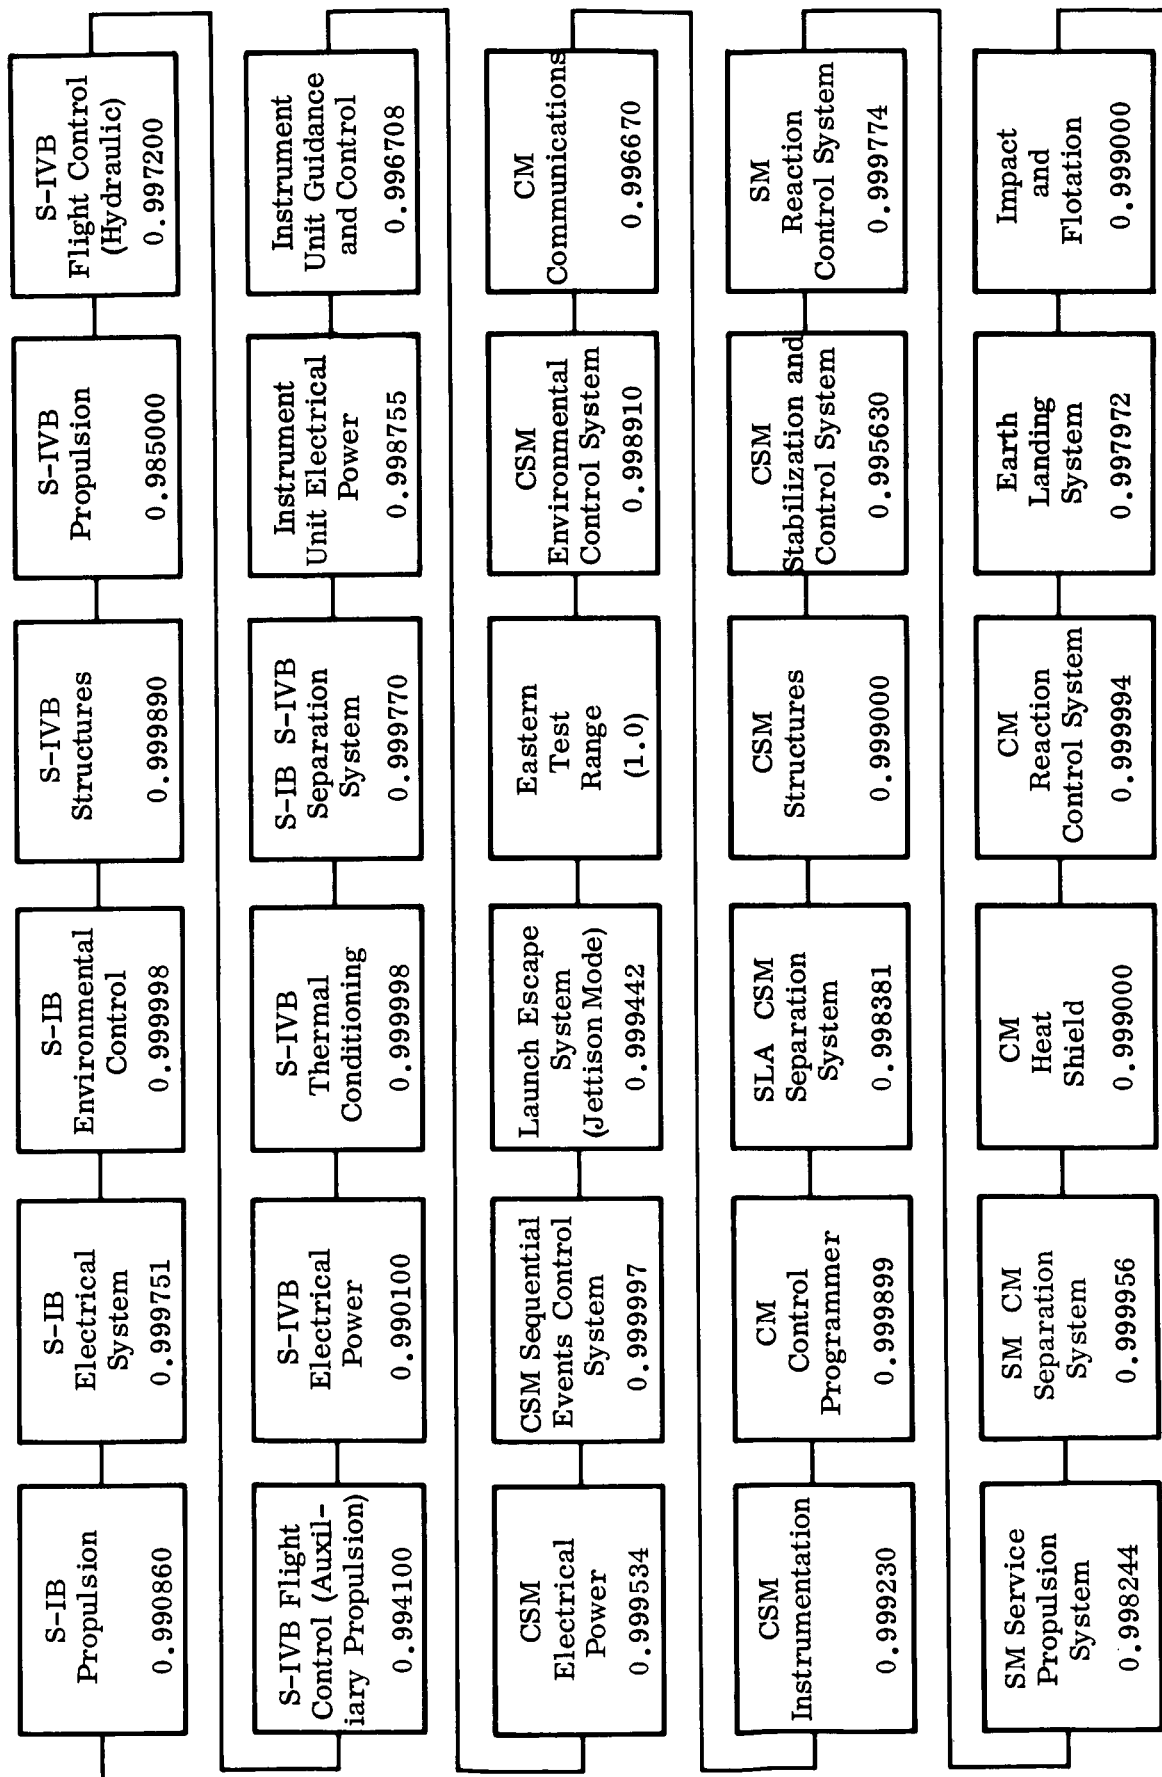 S-IB
Propulsion
0.990860
S-IB
Electrical
System
0.999751
S-IB
Environmental
Control
0.999998
S-IVB
Structures
0.999890
S-IVB
Propulsion
0.985000
S-IVB
Flight Control
(Hydraulic)
0.997200
S-IVB Flight
Control (Auxil-
iary Propulsion)
0.994100
S-IVB
Electrical
Power
0.990100
S-IVB
Thermal
Conditioning
0.999998
S-IB S-IVB
Separation
System
0.999770
Instrument
Unit Electrical
Power
0.998755
Instrument
Unit Guidance
and Control
0.996708
CSM
Electrical
Power
0.999534
CSM Sequential
Events Control
System
0.999997
Launch Escape
System
(Jettison Mode)
0.999442
Eastern
Test
Range
(1.0)
CSM
Environmental
Control System
0.998910
CM
Communications
0.996670
CSM
Instrumentation
0.999230
CM
Control
Programmer
0.999899
SLA CSM
Separation
System
0.998381
CSM
Structures
0.999000
CSM
Stabilization and
Control System
0.995630
SM
Reaction
Control System
0.999774
SM Service
Propulsion
System
0.998244
SM CM
Separation
System
0.999956
CM
Heat
Shield
0.999000
CM
Reaction
Control System
0.999994
Earth
Landing
System
0.997972
Impact
and
Flotation
0.999000